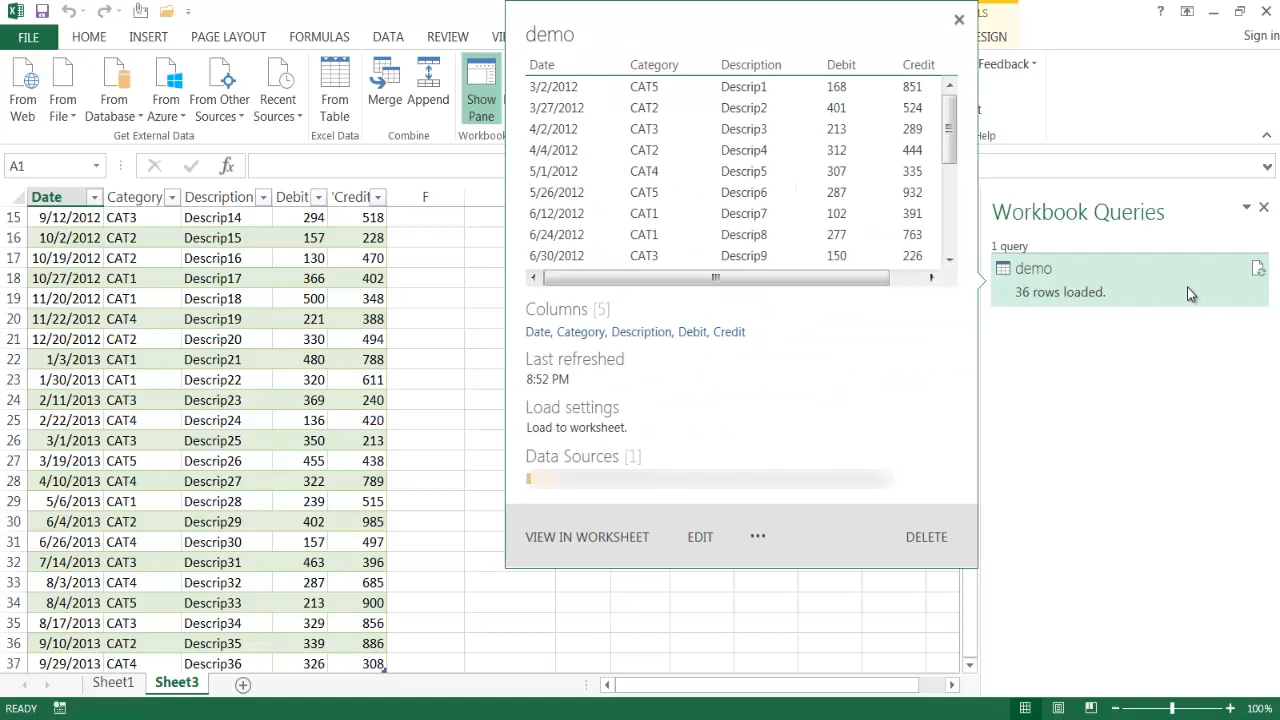 ? 
LS
FILE HOME INSERT PAGE LAYOUT FORMULAS DATA REVIEW VI ESIGN Sign in
Feedback
From Web
From File
From Database
From Azure
From Other Sources
Recent Sources
From Table
Merge
Append
Show Pane
Get External Data
Excel Data
Combine
Workbook
Help
A1
fx
Date Category Description Debit 'Credit F
15 9/12/2012 CAT3 Descrip14 294 518
16 10/2/2012 CAT2 Descrip15 157 228
17 10/19/2012 CAT2 Descrip16 130 470
18 10/27/2012 CAT1 Descrip17 366 402
19 11/20/2012 CAT1 Descrip18 500 348
20 11/22/2012 CAT4 Descrip19 221 388
21 12/20/2012 CAT2 Descrip20 330 494
22 1/3/2013 CAT1 Descrip21 480 788
23 1/30/2013 CAT1 Descrip22 320 611
24 2/11/2013 CAT3 Descrip23 369 240
25 2/22/2013 CAT4 Descrip24 136 420
26 3/1/2013 CAT3 Descrip25 350 213
27 3/19/2013 CAT5 Descrip26 455 438
28 4/10/2013 CAT4 Descrip27 322 789
29 5/6/2013 CAT1 Descrip28 239 515
30 6/4/2013 CAT2 Descrip29 402 985
31 6/26/2013 CAT4 Descrip30 157 497
32 7/14/2013 CAT3 Descrip31 463 396
33 8/3/2013 CAT4 Descrip32 287 685
34 8/4/2013 CAT5 Descrip33 213 900
35 8/17/2013 CAT3 Descrip34 329 856
36 9/10/2013 CAT2 Descrip35 339 886
37 9/29/2013 CAT4 Descrip36 326 308
demo
Date Category Description Debit Credit
3/2/2012 CAT5 Descrip1 168 851
3/27/2012 CAT2 Descrip2 401 524
4/2/2012 CAT3 Descrip3 213 289
4/4/2012 CAT2 Descrip4 312 444
5/1/2012 CAT4 Descrip5 307 335
5/26/2012 CAT5 Descrip6 287 932
6/12/2012 CAT1 Descrip7 102 391
6/24/2012 CAT1 Descrip8 277 763
6/30/2012 CAT3 Descrip9 150 226
Columns [5]
Date, Category, Description, Debit, Credit
Last refreshed
8:52 PM
Load settings
Load to worksheet.
Data Sources [1]
VIEW IN WORKSHEET EDIT ••• DELETE
Workbook Queries
1 query
demo
36 rows loaded.
Sheet1 Sheet3
READY 100%